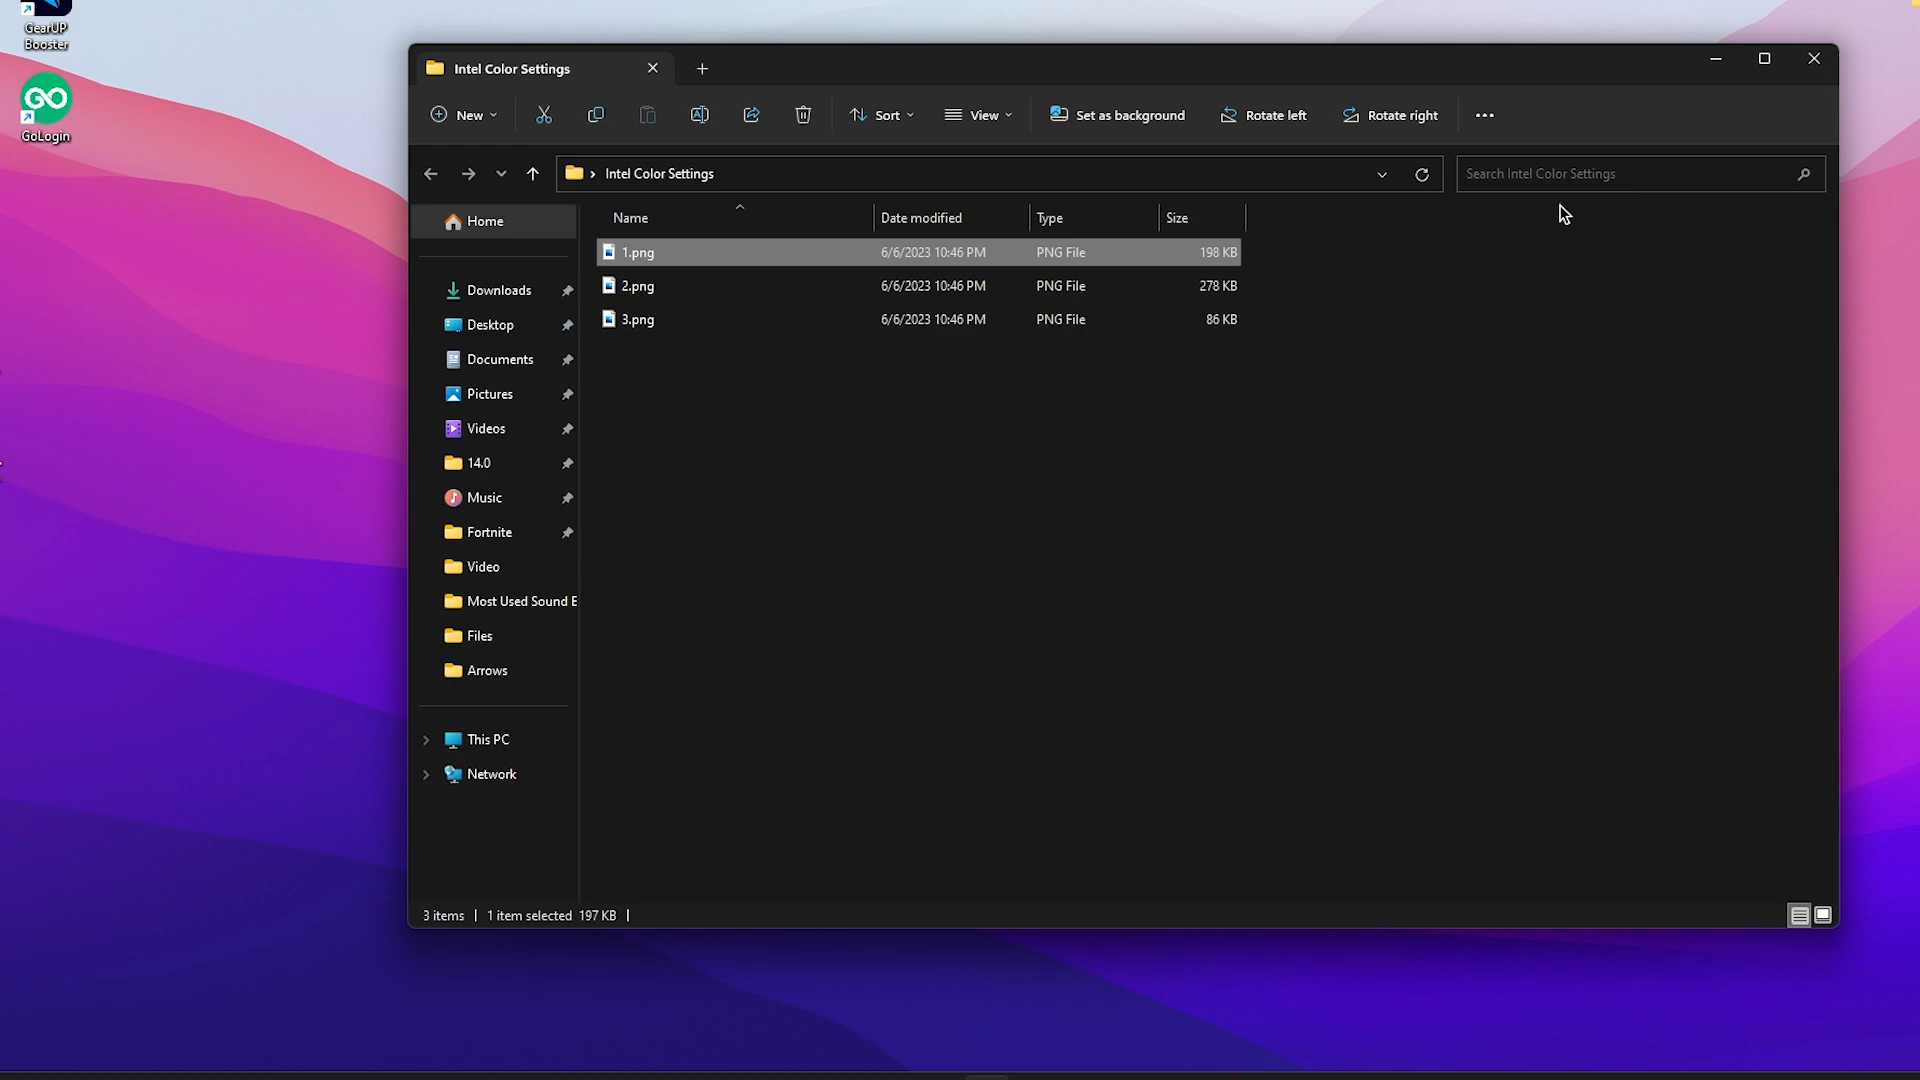 GearUP
Booster
GoLogin
Intel Color Settings
New
Sort
View
Set as background
Rotate left
Rotate right
Intel Color Settings
Search Intel Color Settings
Home
Downloads
Desktop
Documents
Pictures
Videos
14.0
Music
Fortnite
Video
Most Used Sound E
Files
Arrows
This PC
Network
Name Date modified Type Size
1.png 6/6/2023 10:46 PM PNG File 198 KB
2.png 6/6/2023 10:46 PM PNG File 278 KB
3.png 6/6/2023 10:46 PM PNG File 86 KB
3 items 1 item selected 197 KB